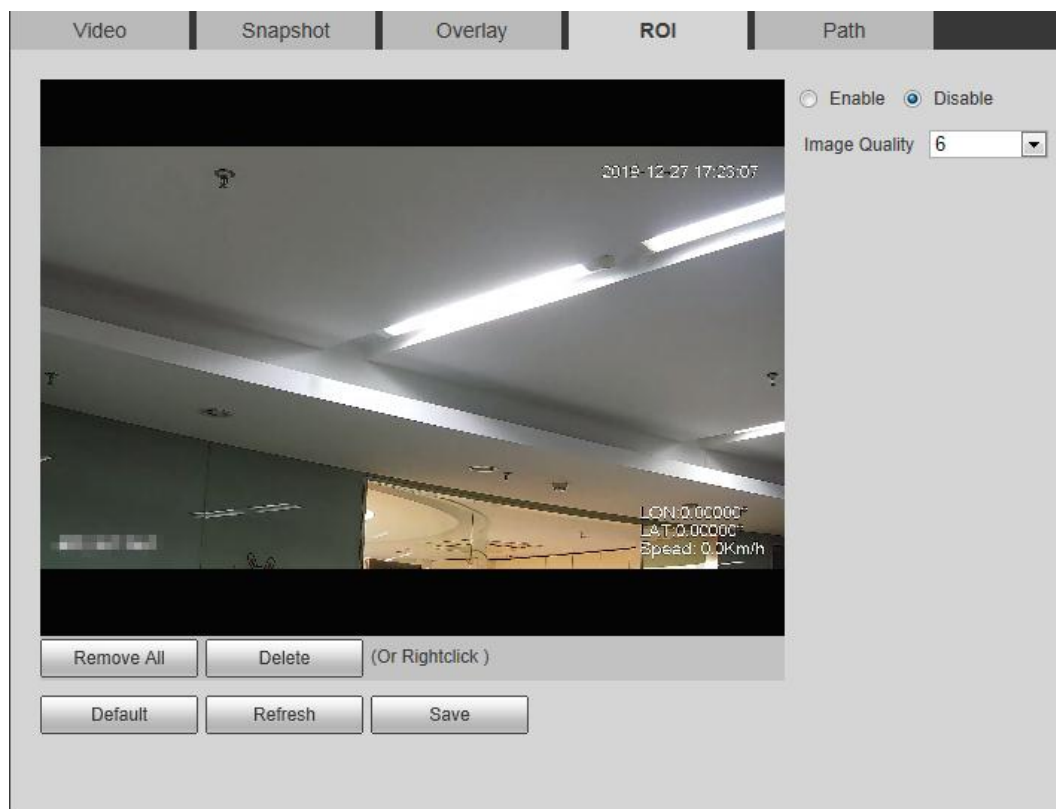 Video Snapshot Overlay ROI Path
Enable Disable
Image Quality 6
2019-12-27 17:23:07
LON:0.00000°
LAT:0.00000°
Speed: 0.0Km/h
Remove All Delete (Or Rightclick )
Default Refresh Save